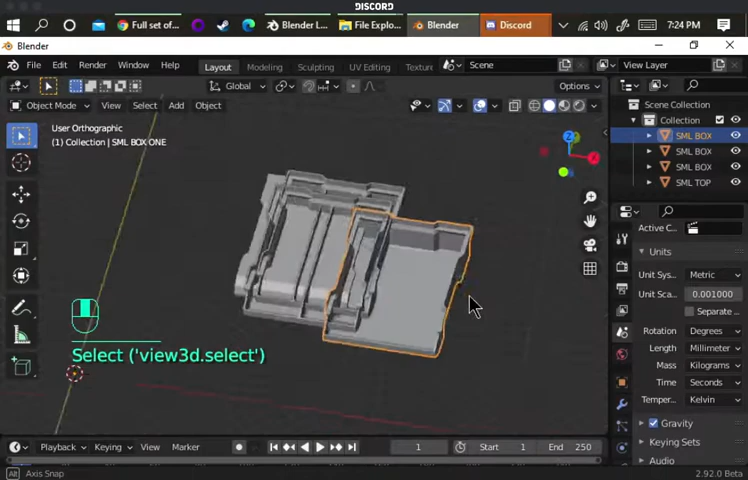 DISCORD
Full set of
Blender L
File Explo
Blender
Discord
7:24 PM
Blender
File
Edit
Render
Window
Help
Layout
Modeling
Sculpting
UV Editing
Texture
Scene
View Layer
Global
Options
Object Mode
View
Select
Add
Object
User Orthographic
(1) Collection | SML BOX ONE
Z
X
Scene Collection
Collection
SML BOX
SML BOX
SML BOX
SML TOP
Active C...
Units
Unit Sys...
Metric
Unit Sca...
0.001000
Separate
Rotation
Degrees
Length
Millimeter
Mass
Kilograms
Time
Seconds
Temper...
Kelvin
Gravity
Keying Sets
Audio
Select ('view3d.select')
Playback
Keying
View
Marker
1
Start
1
End
250
Alt
Axis Snap
2.92.0 Beta